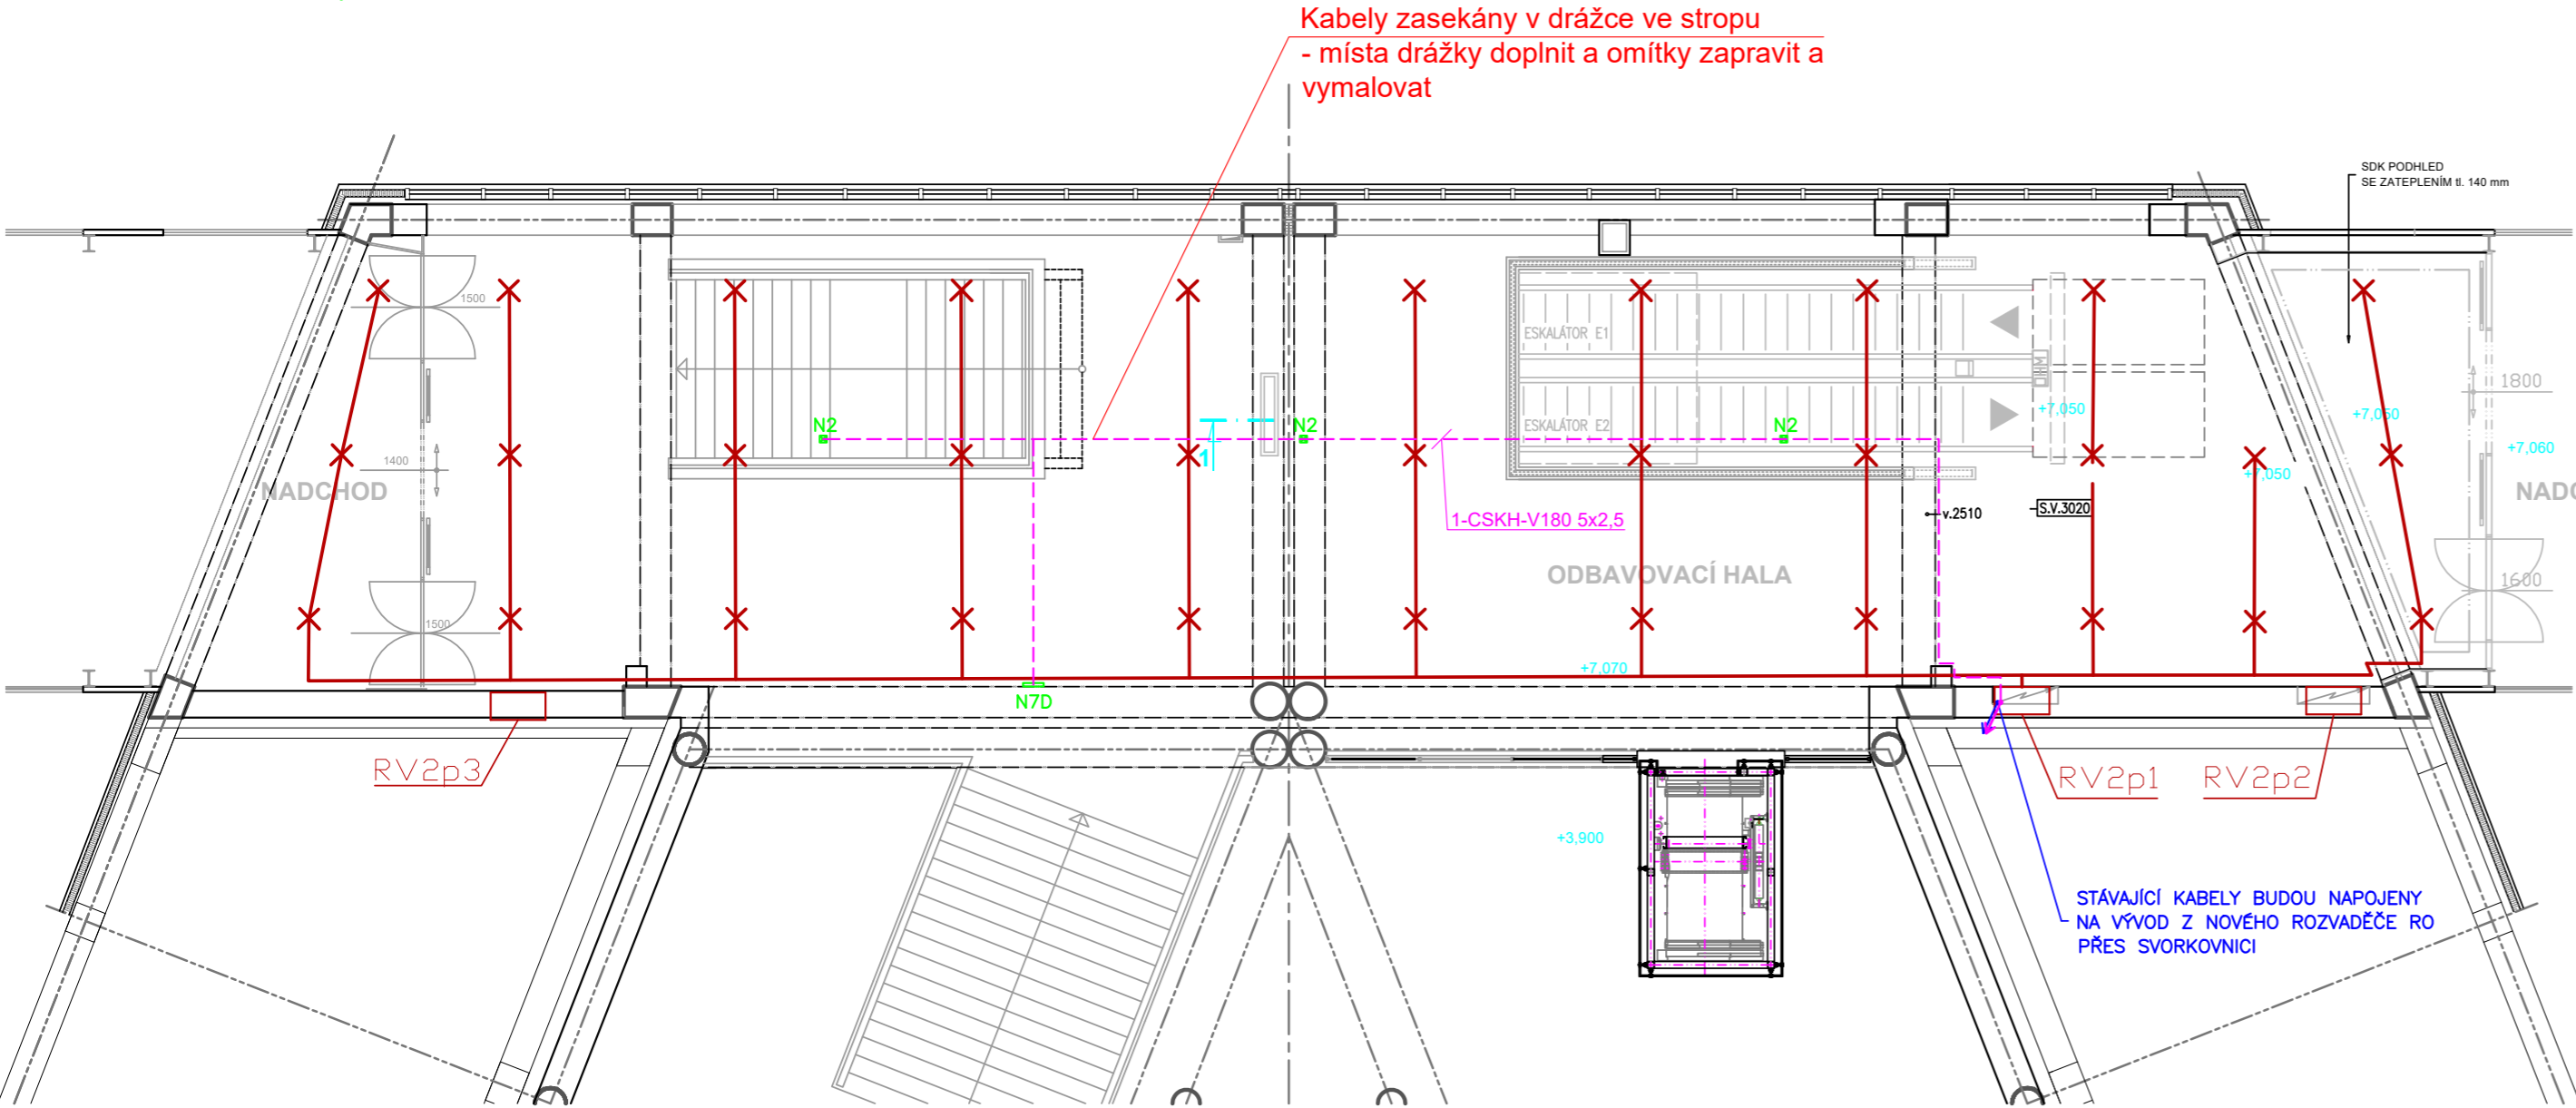 Kabely zasekány v drážce ve stropu
- místa drážky doplnit a omítky zapravit a
vymalovat
SDK PODHLED
SE ZATEPLENÍM tl. 140 mm
1500
ESKALÁTOR E1
1800
+7,050
+7,050
N2
N2
N2
ESKALÁTOR E2
1
+7,060
1400
+7,050
NADCHOD
v.2510
S.V.3020
1-CSKH-V180 5x2,5
ODBAVOVACÍ HALA
1600
1500
+7,070
N7D
RV2p3
RV2p1
RV2p2
+3,900
STÁVAJÍCÍ KABELY BUDOU NAPOJENY
NA VÝVOD Z NOVÉHO ROZVADĚČE RO
PŘES SVORKOVNICI